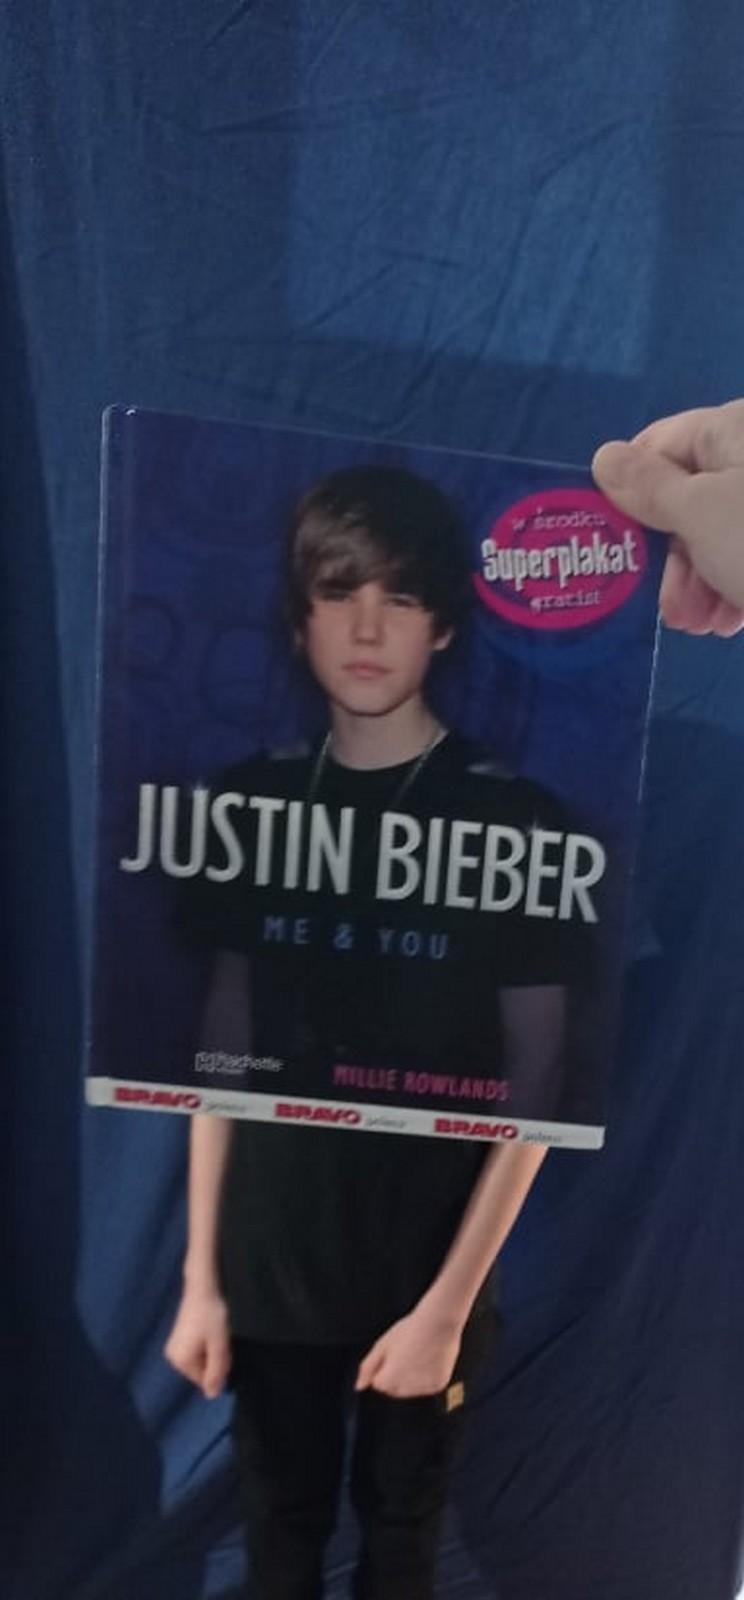 w środku
Superplakat
gratis!
JUSTIN BIEBER
ME & YOU
hachette
MILLIE ROWLANDS
BRAVO BRAVO BRAVO